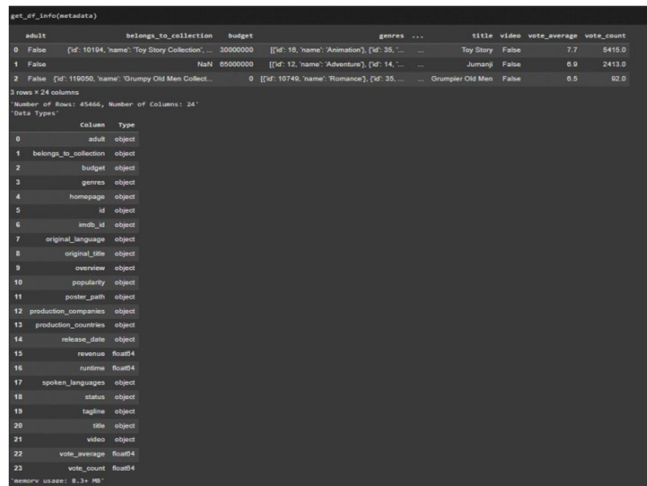 get_df_info(metadata)
adult belongs_to_collection budget genres ... title video vote_average vote_count
0 False {'id': 10194, 'name': 'Toy Story Collection', ... 30000000 [{'id': 16, 'name': 'Animation'}, {'id': 35, '... ... Toy Story False 7.7 5415.0
1 False NaN 65000000 [{'id': 12, 'name': 'Adventure'}, {'id': 14, '... ... Jumanji False 6.9 2413.0
2 False {'id': 119050, 'name': 'Grumpy Old Men Collect... 0 [{'id': 10749, 'name': 'Romance'}, {'id': 35, ... ... Grumpier Old Men False 6.5 92.0
3 rows × 24 columns
'Number of Rows: 45466, Number of Columns: 24'
'Data Types'
Column Type
0 adult object
1 belongs_to_collection object
2 budget object
3 genres object
4 homepage object
5 id object
6 imdb_id object
7 original_language object
8 original_title object
9 overview object
10 popularity object
11 poster_path object
12 production_companies object
13 production_countries object
14 release_date object
15 revenue float64
16 runtime float64
17 spoken_languages object
18 status object
19 tagline object
20 title object
21 video object
22 vote_average float64
23 vote_count float64
'memory usage: 8.3+ MB'